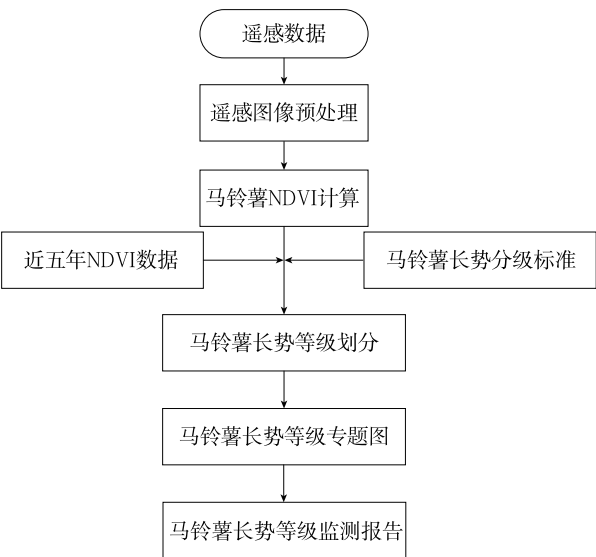 遥感数据
遥感图像预处理
马铃薯NDVI计算
近五年NDVI数据
马铃薯长势分级标准
马铃薯长势等级划分
马铃薯长势等级专题图
马铃薯长势等级监测报告